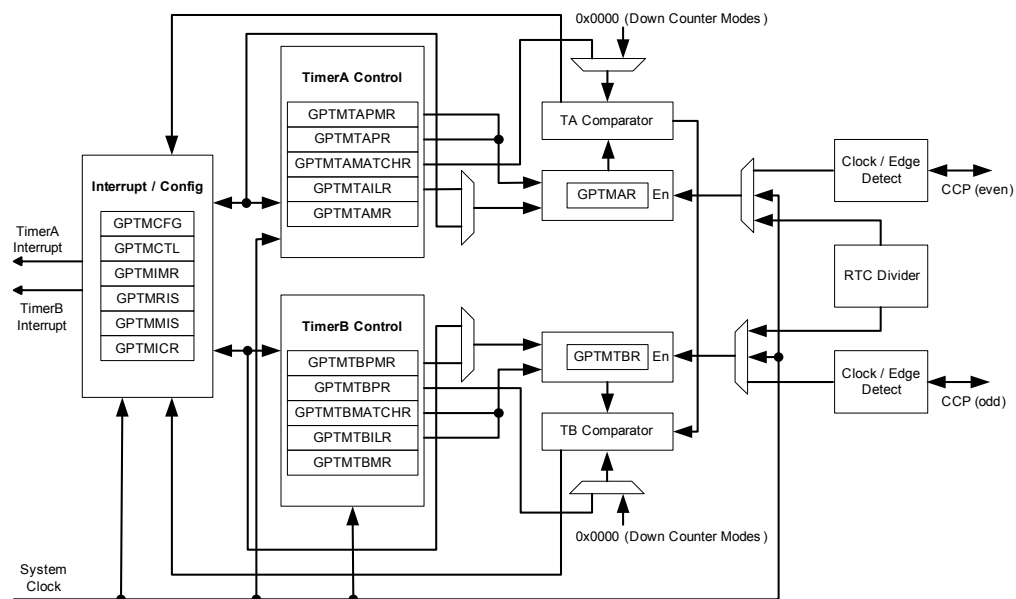 0x0000 (Down Counter Modes)
TimerA Control
GPTMTAPMR
GPTMTAPR
GPTMTAMATCHR
GPTMTAILR
GPTMTAMR
TA Comparator
GPTMAR
En
Clock / Edge
Detect
CCP (even)
Interrupt / Config
GPTMCFG
GPTMCTL
GPTMIMR
GPTMRIS
GPTMMIS
GPTMICR
TimerA
Interrupt
TimerB
Interrupt
RTC Divider
TimerB Control
GPTMTBPMR
GPTMTBPR
GPTMTBMATCHR
GPTMTBILR
GPTMTBMR
GPTMTBR
En
TB Comparator
Clock / Edge
Detect
CCP (odd)
0x0000 (Down Counter Modes)
System
Clock